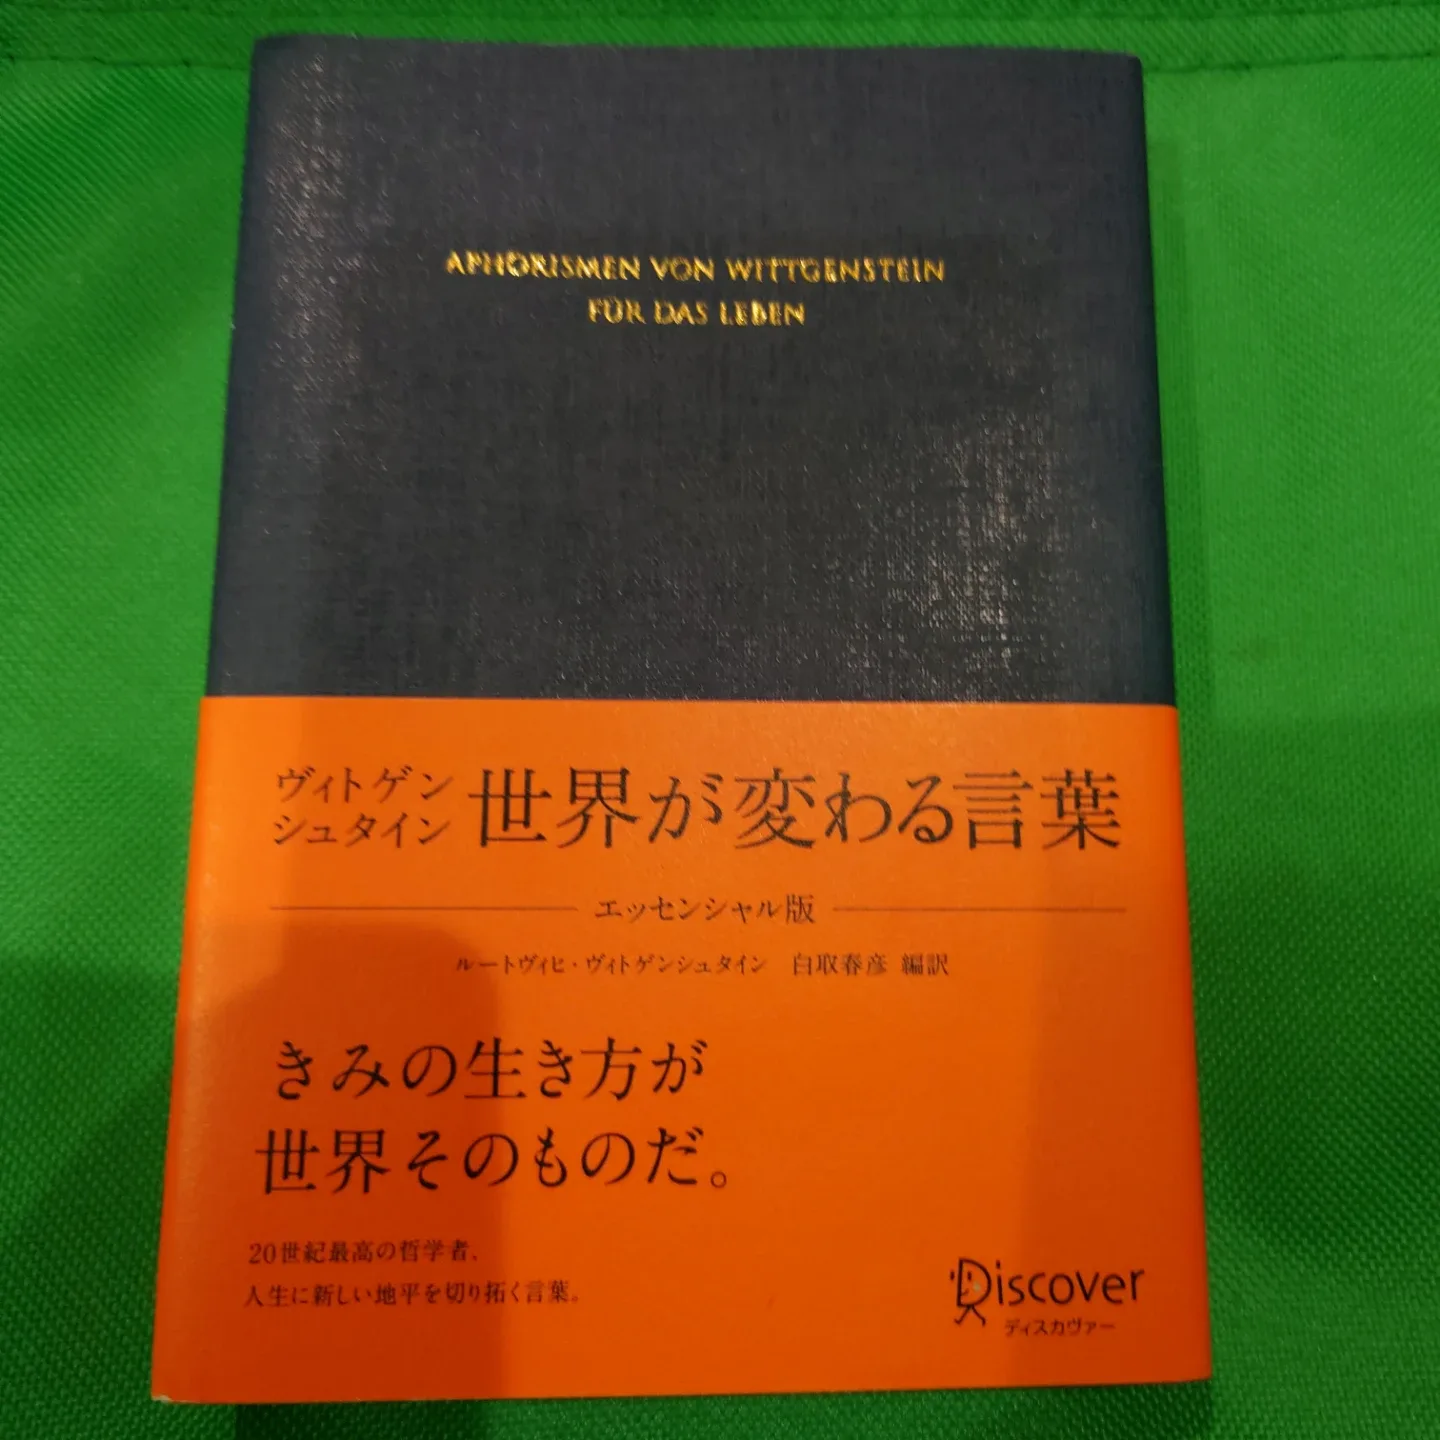 APHORISMEN VON WITTGENSTEIN
FÜR DAS LEBEN
ヴィトゲン
シュタイン
世界が変わる言葉
エッセンシャル版
ルートヴィヒ・ヴィトゲンシュタイン 白取春彦 編訳
きみの生き方が
世界そのものだ。
20世紀最高の哲学者、
人生に新しい地平を切り拓く言葉。
Discover
ディスカヴァー